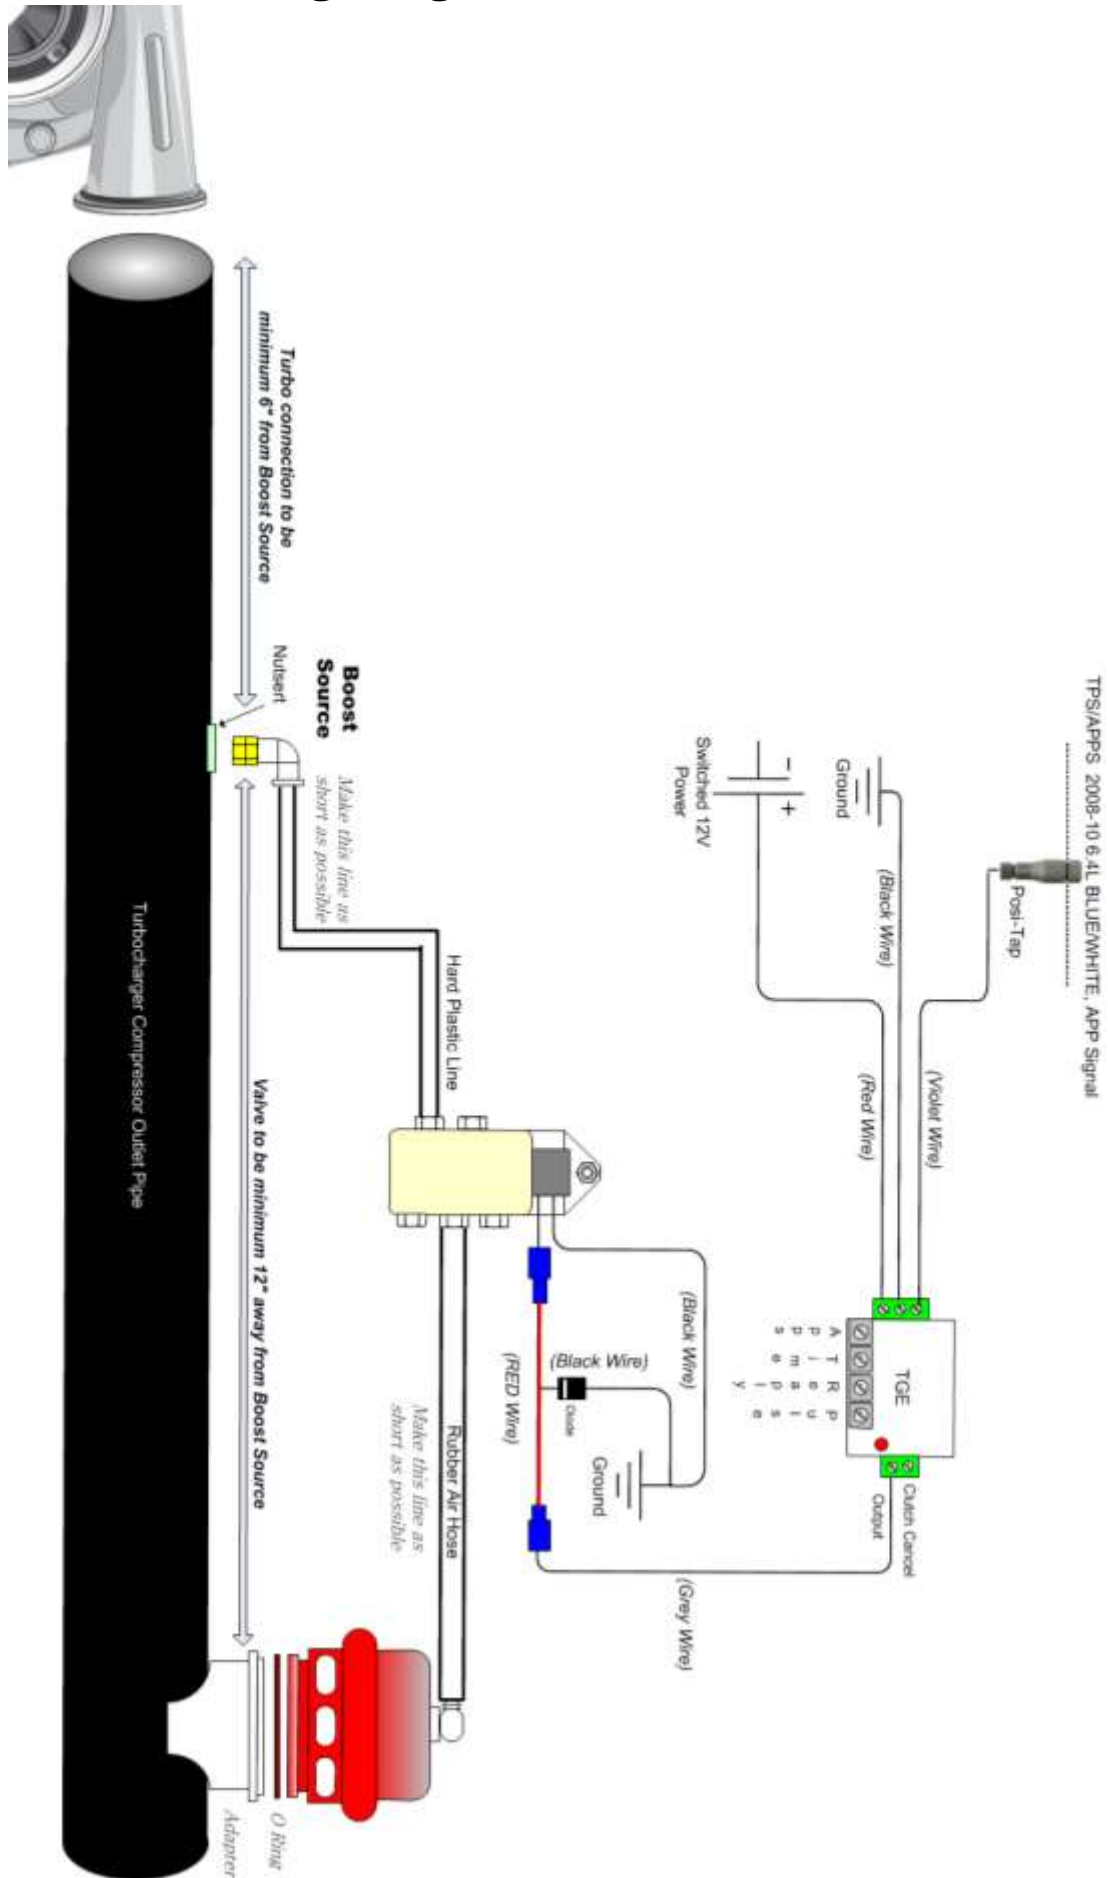 TPS/APPS 2008-10 6.4L BLUE/WHITE, APP Signal
Posi-Tap
(Violet Wire)
Ground
(Black Wire)
(Red Wire)
Switched 12V
Power
-
+
TGE
Clutch Cancel
Output
A T R P
p i e u
p m a l
s e p s
l e
y
(Black Wire)
(Grey Wire)
(Black Wire)
Diode
Ground
(RED Wire)
Hard Plastic Line
Rubber Air Hose
Make this line as
short as possible
Boost
Source
Make this line as
short as possible
Nutsert
Turbo connection to be
minimum 6" from Boost Source
Valve to be minimum 12" away from Boost Source
O Ring
Adapter
Turbocharger Compressor Outlet Pipe